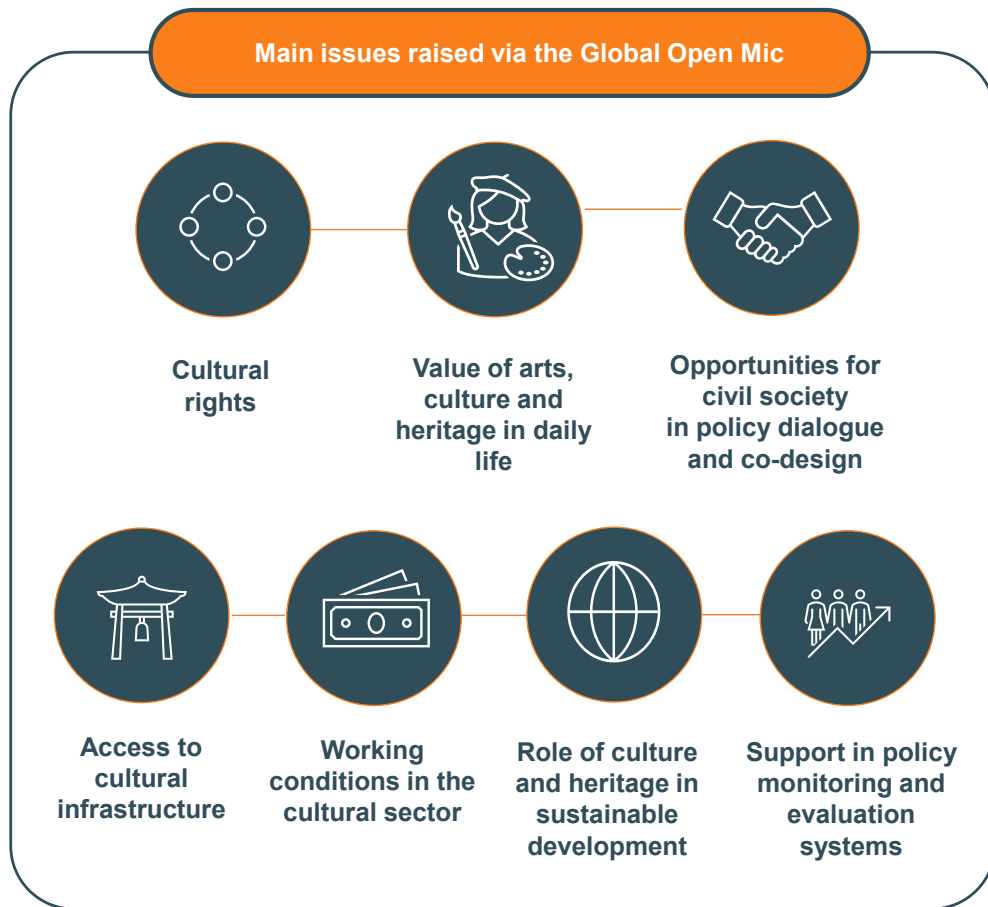 Main issues raised via the Global Open Mic
Cultural
rights
Value of arts,
culture and
heritage in daily
life
Opportunities for
civil society
in policy dialogue
and co-design
Access to
cultural
infrastructure
Working
conditions in the
cultural sector
Role of culture
and heritage in
sustainable
development
Support in policy
monitoring and
evaluation
systems